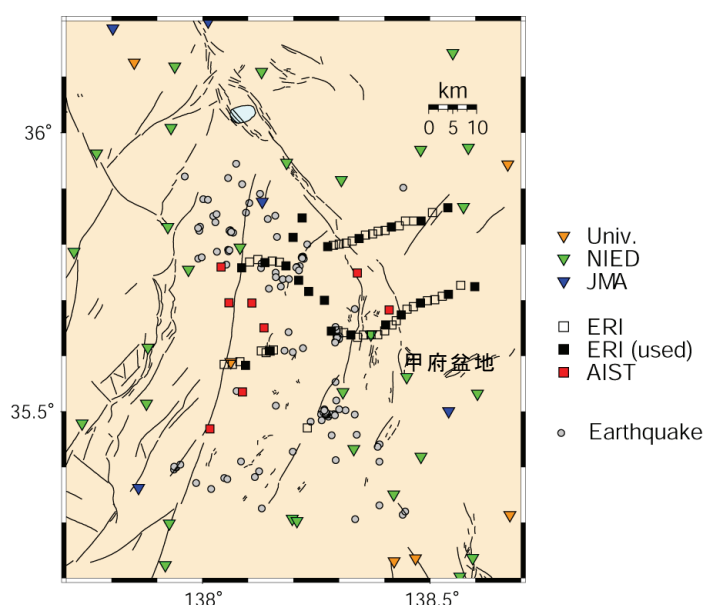 36°
km
0 5 10
Univ.
NIED
JMA
ERI
ERI (used)
AIST
甲府盆地
35.5°
Earthquake
138°
138.5°